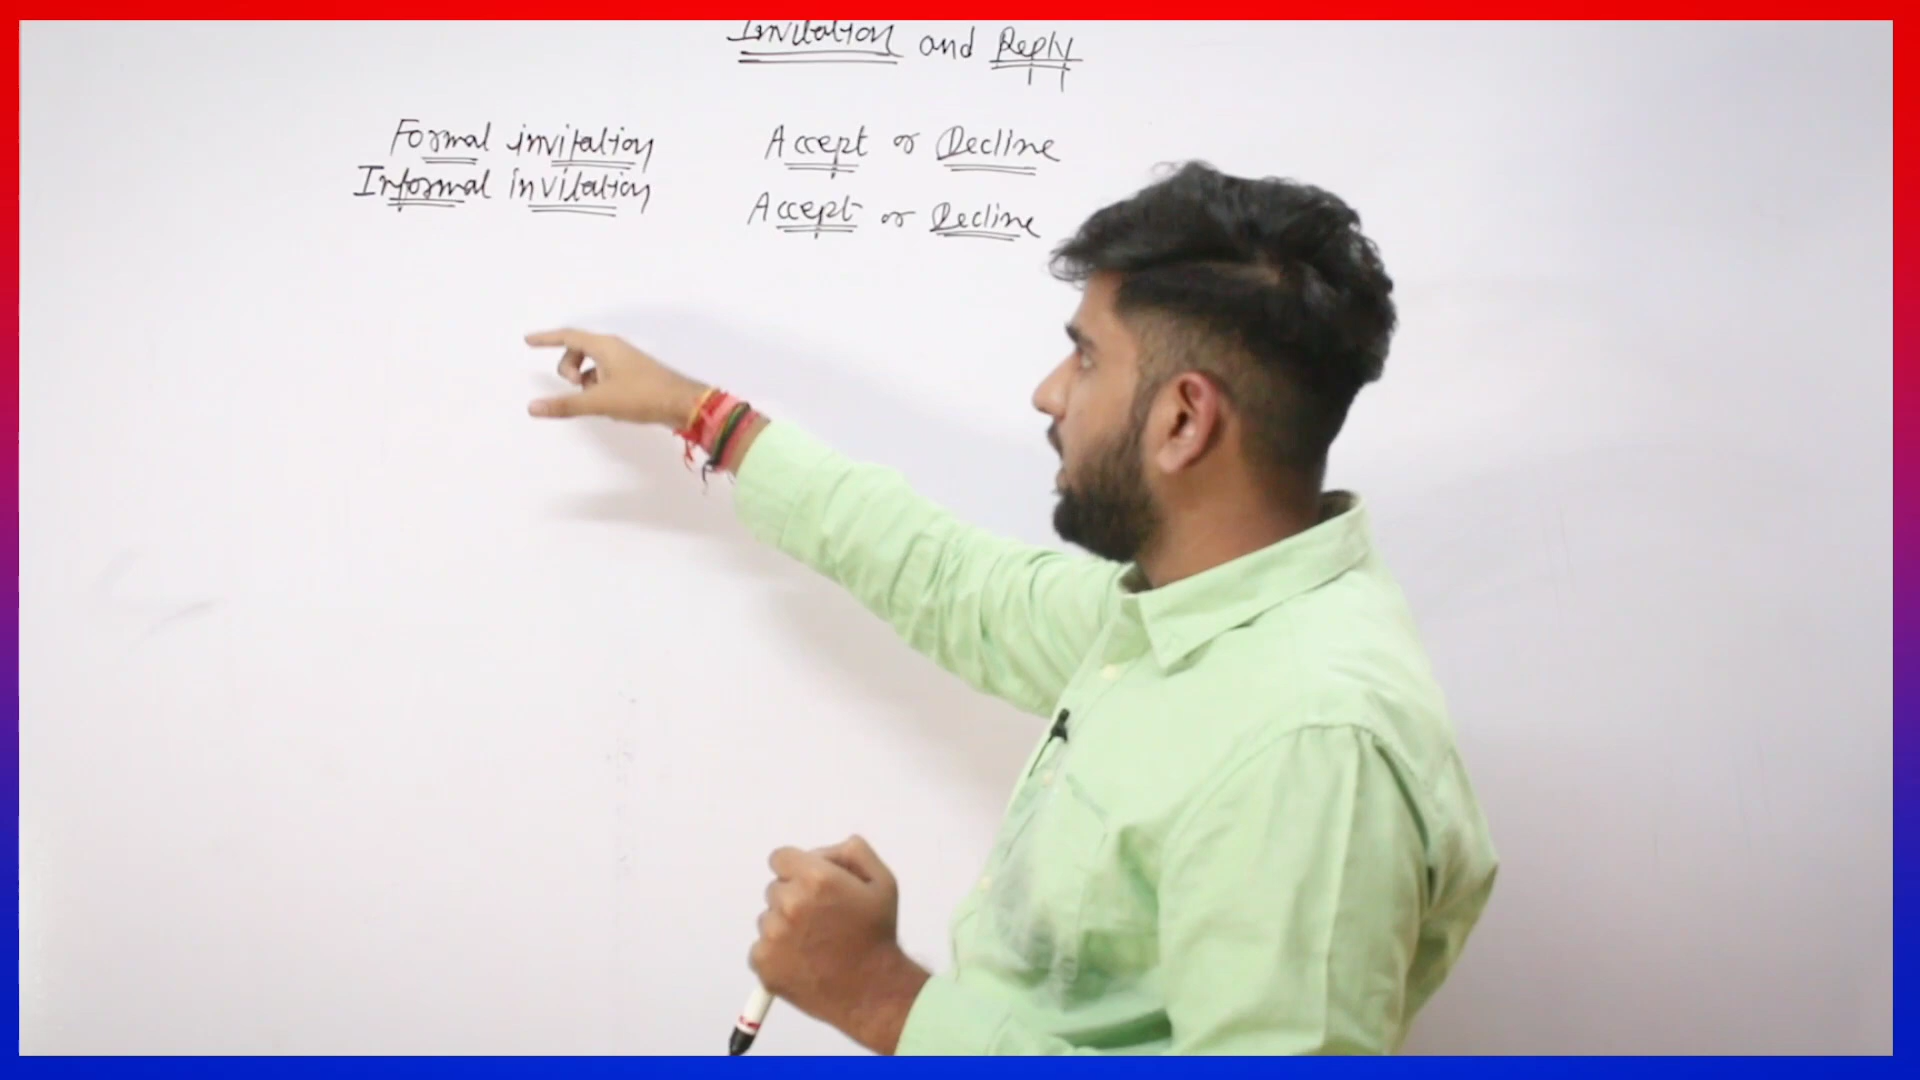 Invitation and Reply
Formal invitation Accept or Decline
Informal invitation Accept or Decline